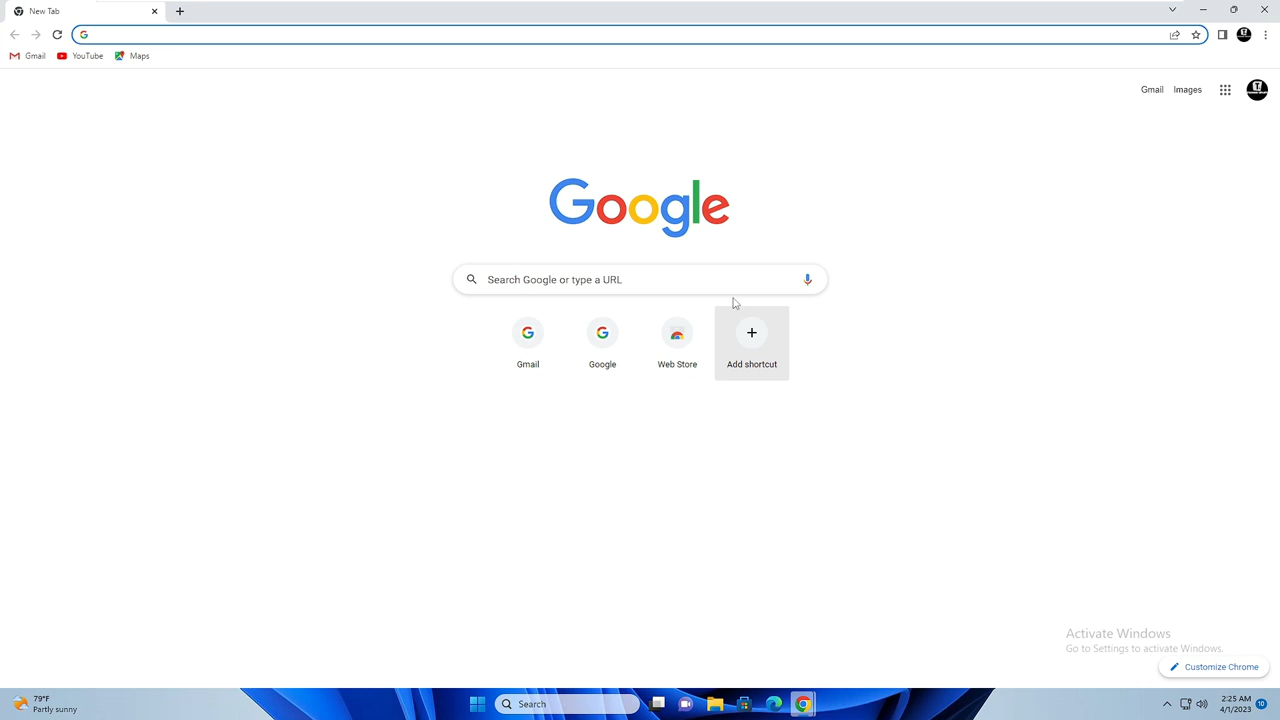 New Tab
Gmail YouTube Maps
Gmail Images
Google
Search Google or type a URL
Gmail Google Web Store Add shortcut
Activate Windows
Go to Settings to activate Windows.
Customize Chrome
79°F
Partly sunny
Search
2:25 AM
4/1/2023
10